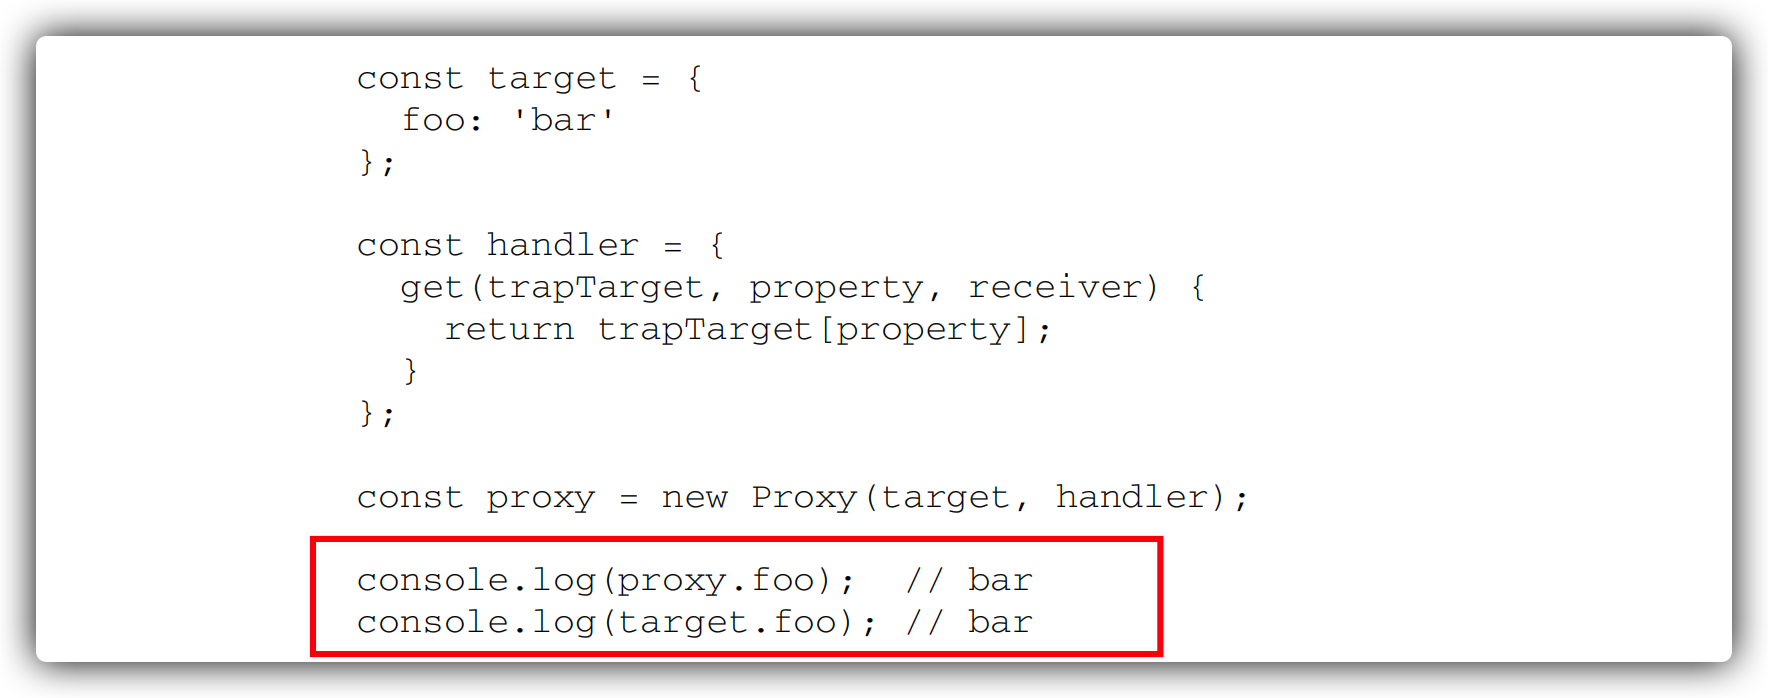 const target = {
  foo: 'bar'
};

const handler = {
  get(trapTarget, property, receiver) {
    return trapTarget[property];
  }
};

const proxy = new Proxy(target, handler);

console.log(proxy.foo);  // bar
console.log(target.foo); // bar